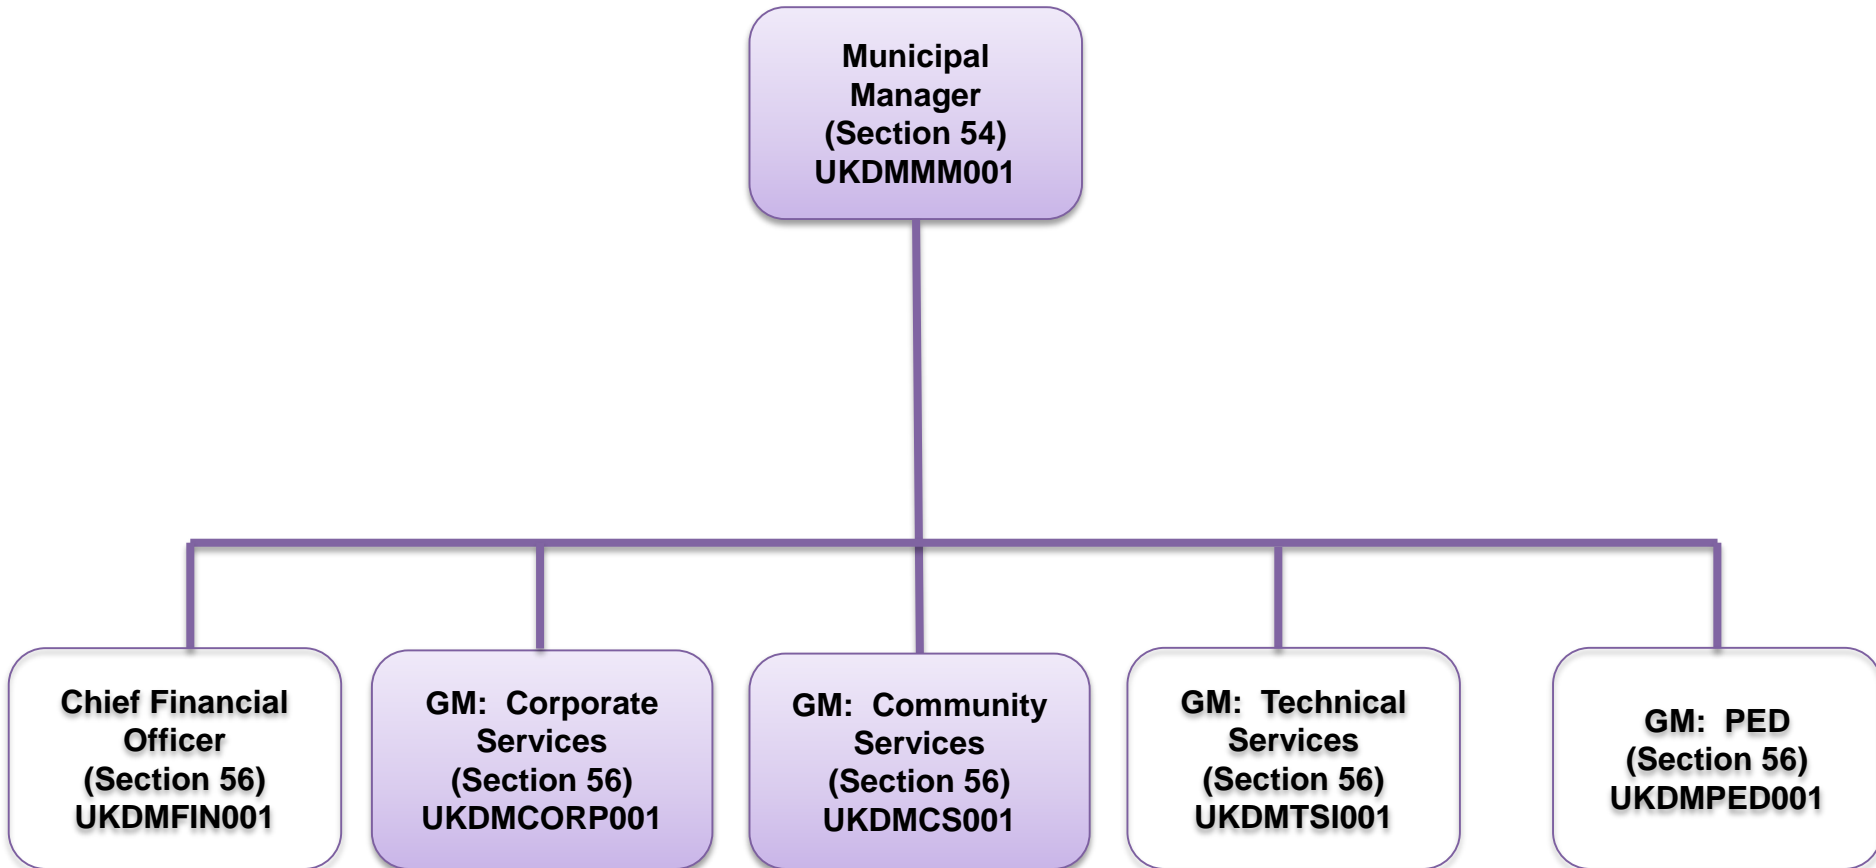 Municipal
Manager
(Section 54)
UKDMMM001
Chief Financial
Officer
(Section 56)
UKDMFIN001
GM:  Corporate
Services
(Section 56)
UKDMCORP001
GM:  Community
Services
(Section 56)
UKDMCS001
GM:  Technical
Services
(Section 56)
UKDMTSI001
GM:  PED
(Section 56)
UKDMPED001